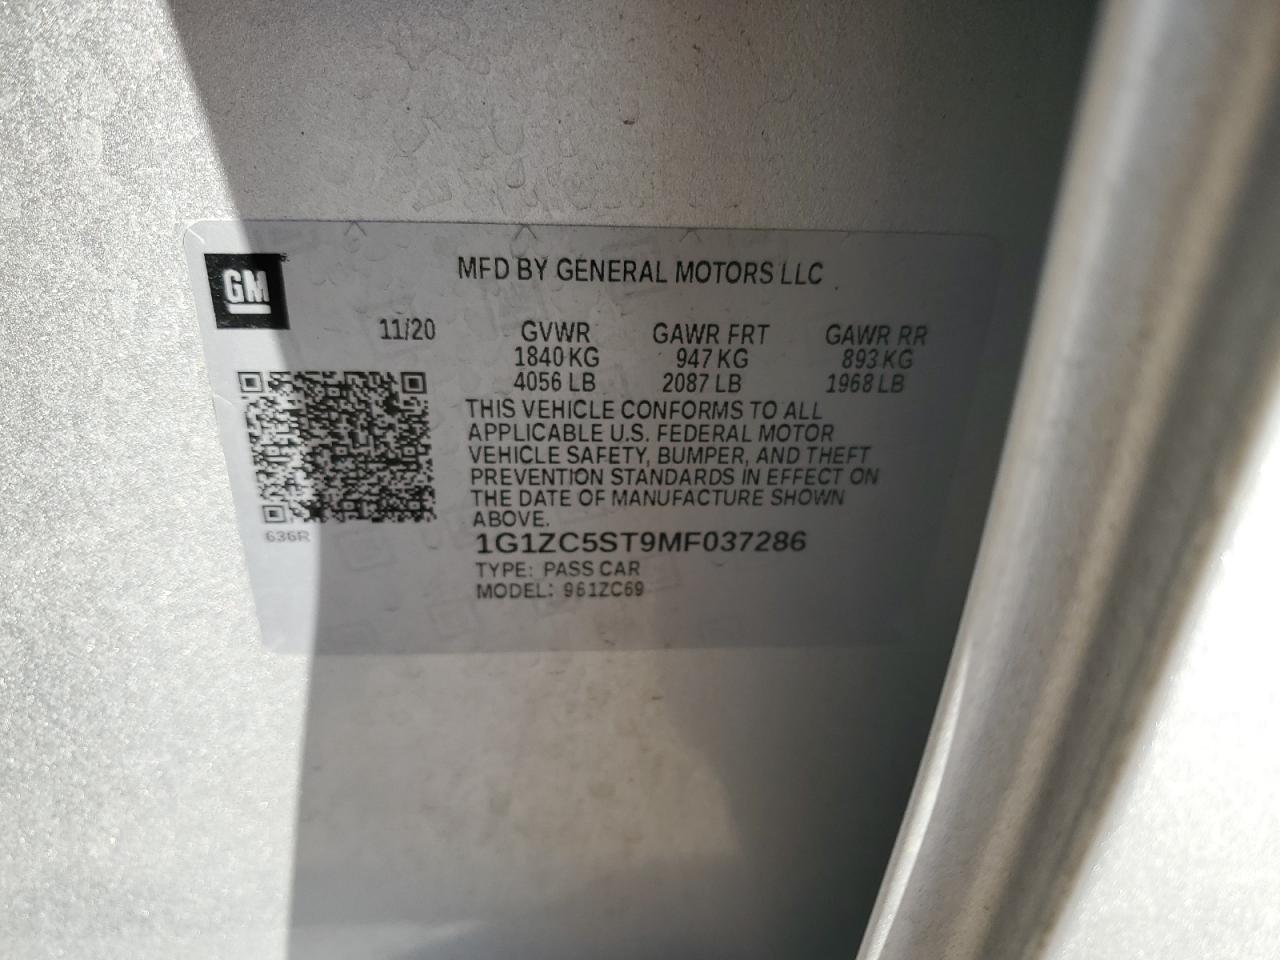 GM
MFD BY GENERAL MOTORS LLC
11/20 GVWR GAWR FRT GAWR RR
1840 KG 947 KG 893 KG
4056 LB 2087 LB 1968 LB
THIS VEHICLE CONFORMS TO ALL
APPLICABLE U.S. FEDERAL MOTOR
VEHICLE SAFETY, BUMPER, AND THEFT
PREVENTION STANDARDS IN EFFECT ON
THE DATE OF MANUFACTURE SHOWN
ABOVE.
636R
1G1ZC5ST9MF037286
TYPE: PASS CAR
MODEL: 961ZC69